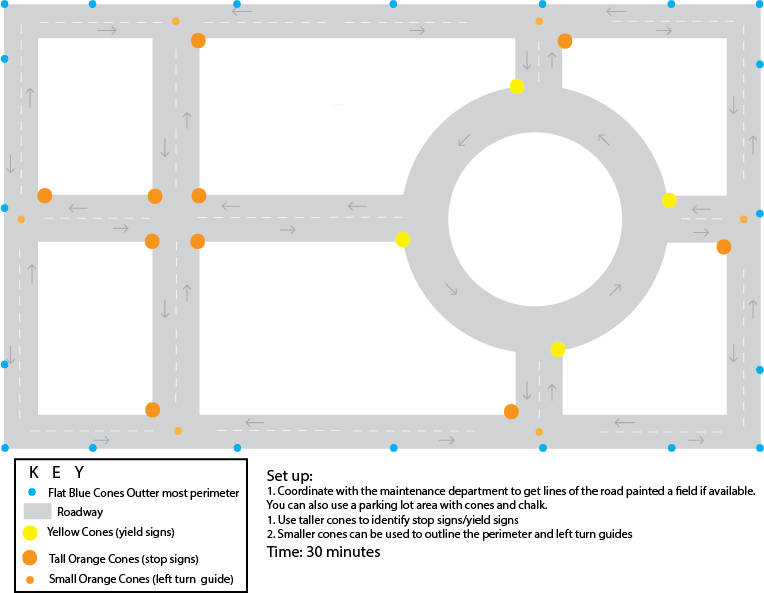 K E Y
Flat Blue Cones Outter most perimeter
Roadway
Yellow Cones (yield signs)
Tall Orange Cones (stop signs)
Small Orange Cones (left turn guide)
Set up:
1. Coordinate with the maintenance department to get lines of the road painted a field if available.
You can also use a parking lot area with cones and chalk.
1. Use taller cones to identify stop signs/yield signs
2. Smaller cones can be used to outline the perimeter and left turn guides
Time: 30 minutes